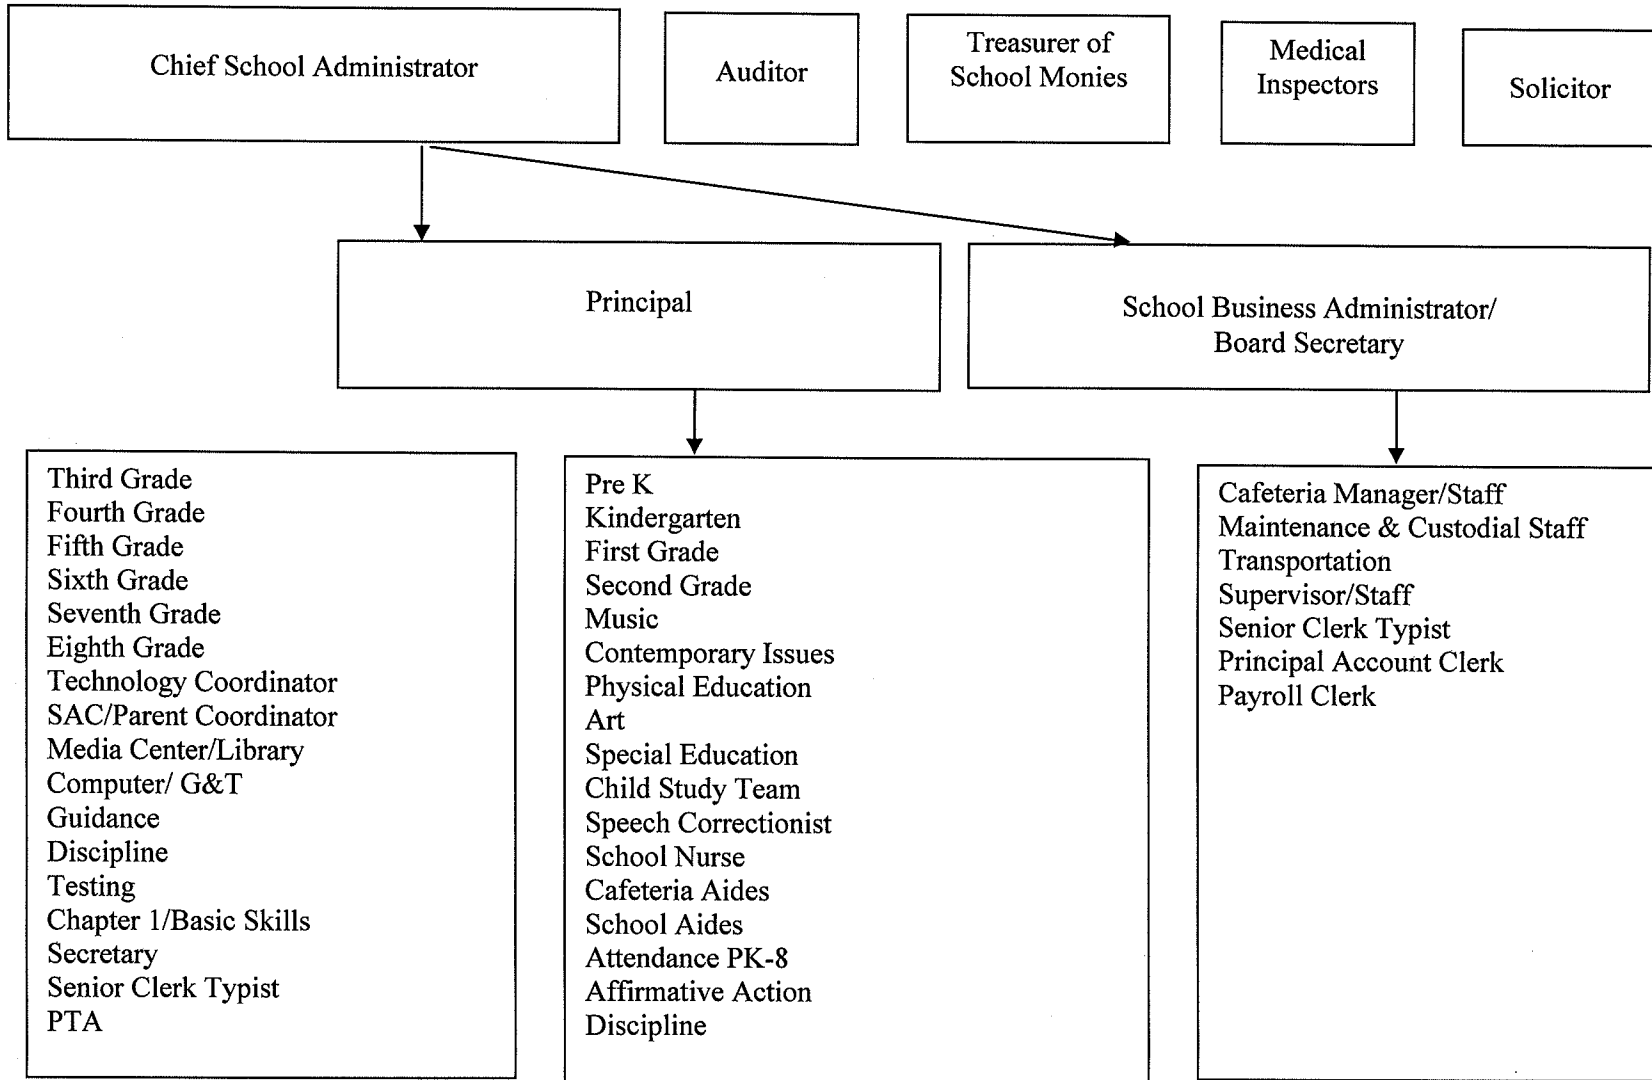 Chief School Administrator
Auditor
Treasurer of
School Monies
Medical
Inspectors
Solicitor
Principal
School Business Administrator/
Board Secretary
Third Grade
Fourth Grade
Fifth Grade
Sixth Grade
Seventh Grade
Eighth Grade
Technology Coordinator
SAC/Parent Coordinator
Media Center/Library
Computer/ G&T
Guidance
Discipline
Testing
Chapter 1/Basic Skills
Secretary
Senior Clerk Typist
PTA
Pre K
Kindergarten
First Grade
Second Grade
Music
Contemporary Issues
Physical Education
Art
Special Education
Child Study Team
Speech Correctionist
School Nurse
Cafeteria Aides
School Aides
Attendance PK-8
Affirmative Action
Discipline
Cafeteria Manager/Staff
Maintenance & Custodial Staff
Transportation
Supervisor/Staff
Senior Clerk Typist
Principal Account Clerk
Payroll Clerk